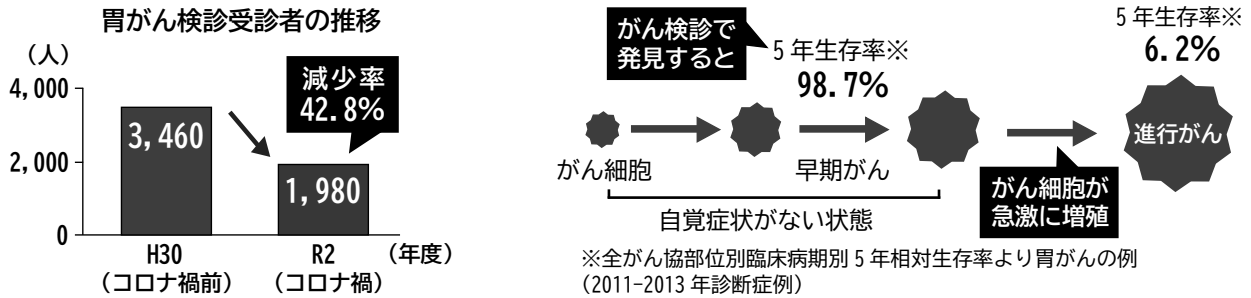 胃がん検診受診者の推移
（人）
4,000
2,000
0
3,460
1,980
減少率
42.8%
H30
（コロナ禍前）
R2
（コロナ禍）
（年度）
がん検診で
発見すると
5年生存率※
98.7%
5年生存率※
6.2%
がん細胞
早期がん
進行がん
自覚症状がない状態
がん細胞が
急激に増殖
※全がん協部位別臨床病期別5年相対生存率より胃がんの例
（2011-2013年診断症例）